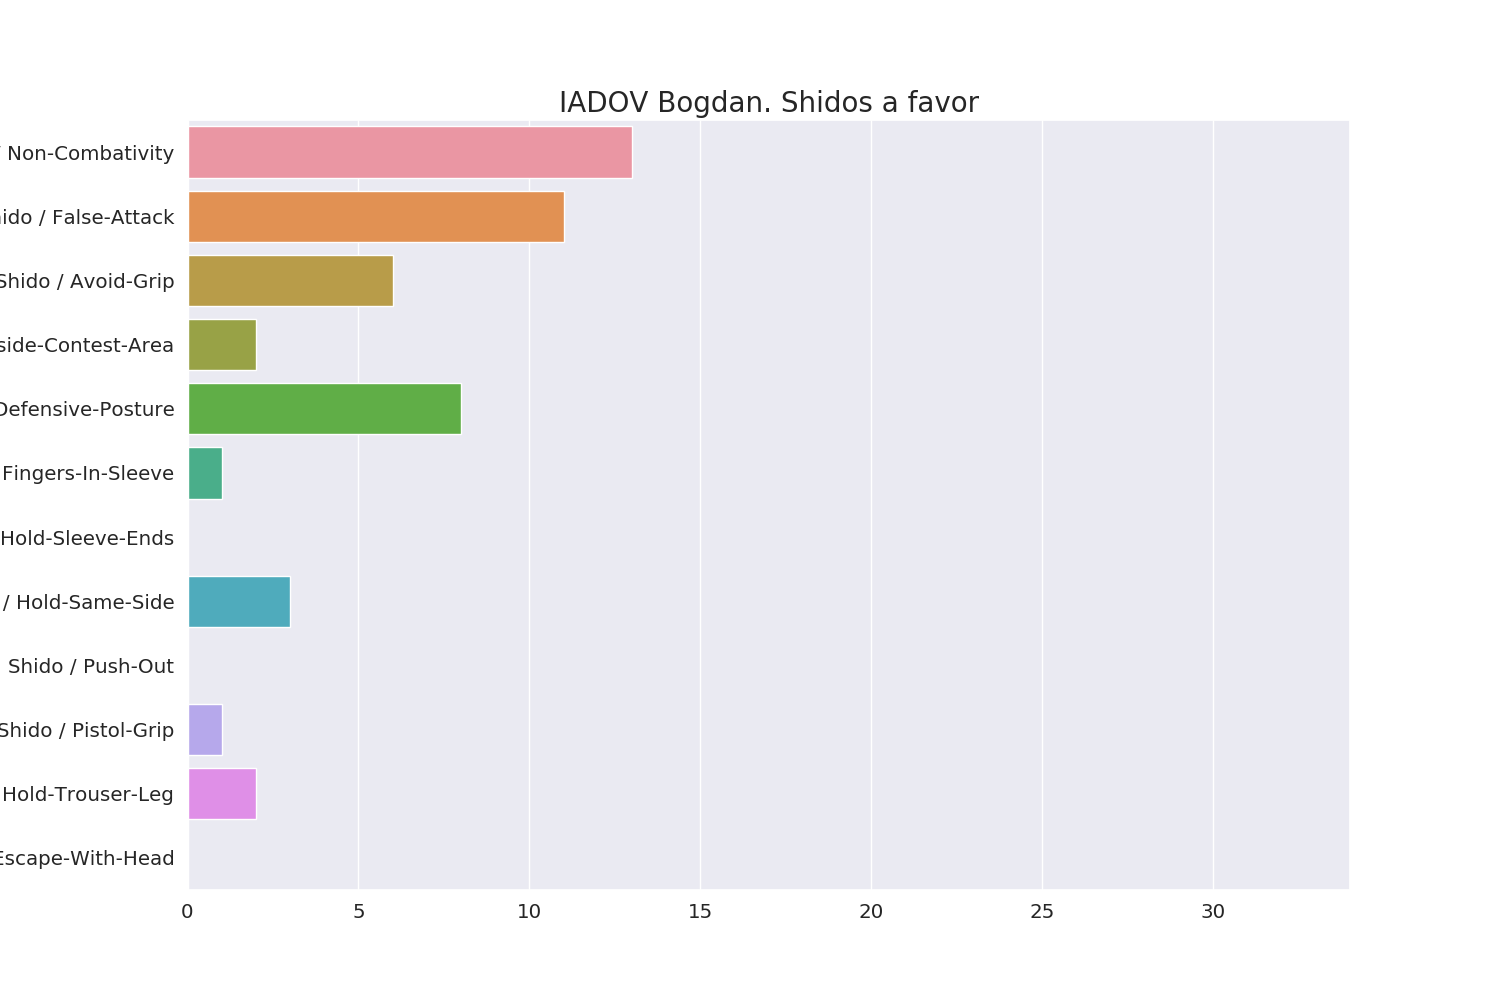 IADOV Bogdan. Shidos a favor
/ Non-Combativity
ido / False-Attack
Shido / Avoid-Grip
side-Contest-Area
Defensive-Posture
Fingers-In-Sleeve
Hold-Sleeve-Ends
/ Hold-Same-Side
Shido / Push-Out
Shido / Pistol-Grip
Hold-Trouser-Leg
Escape-With-Head
0 5 10 15 20 25 30